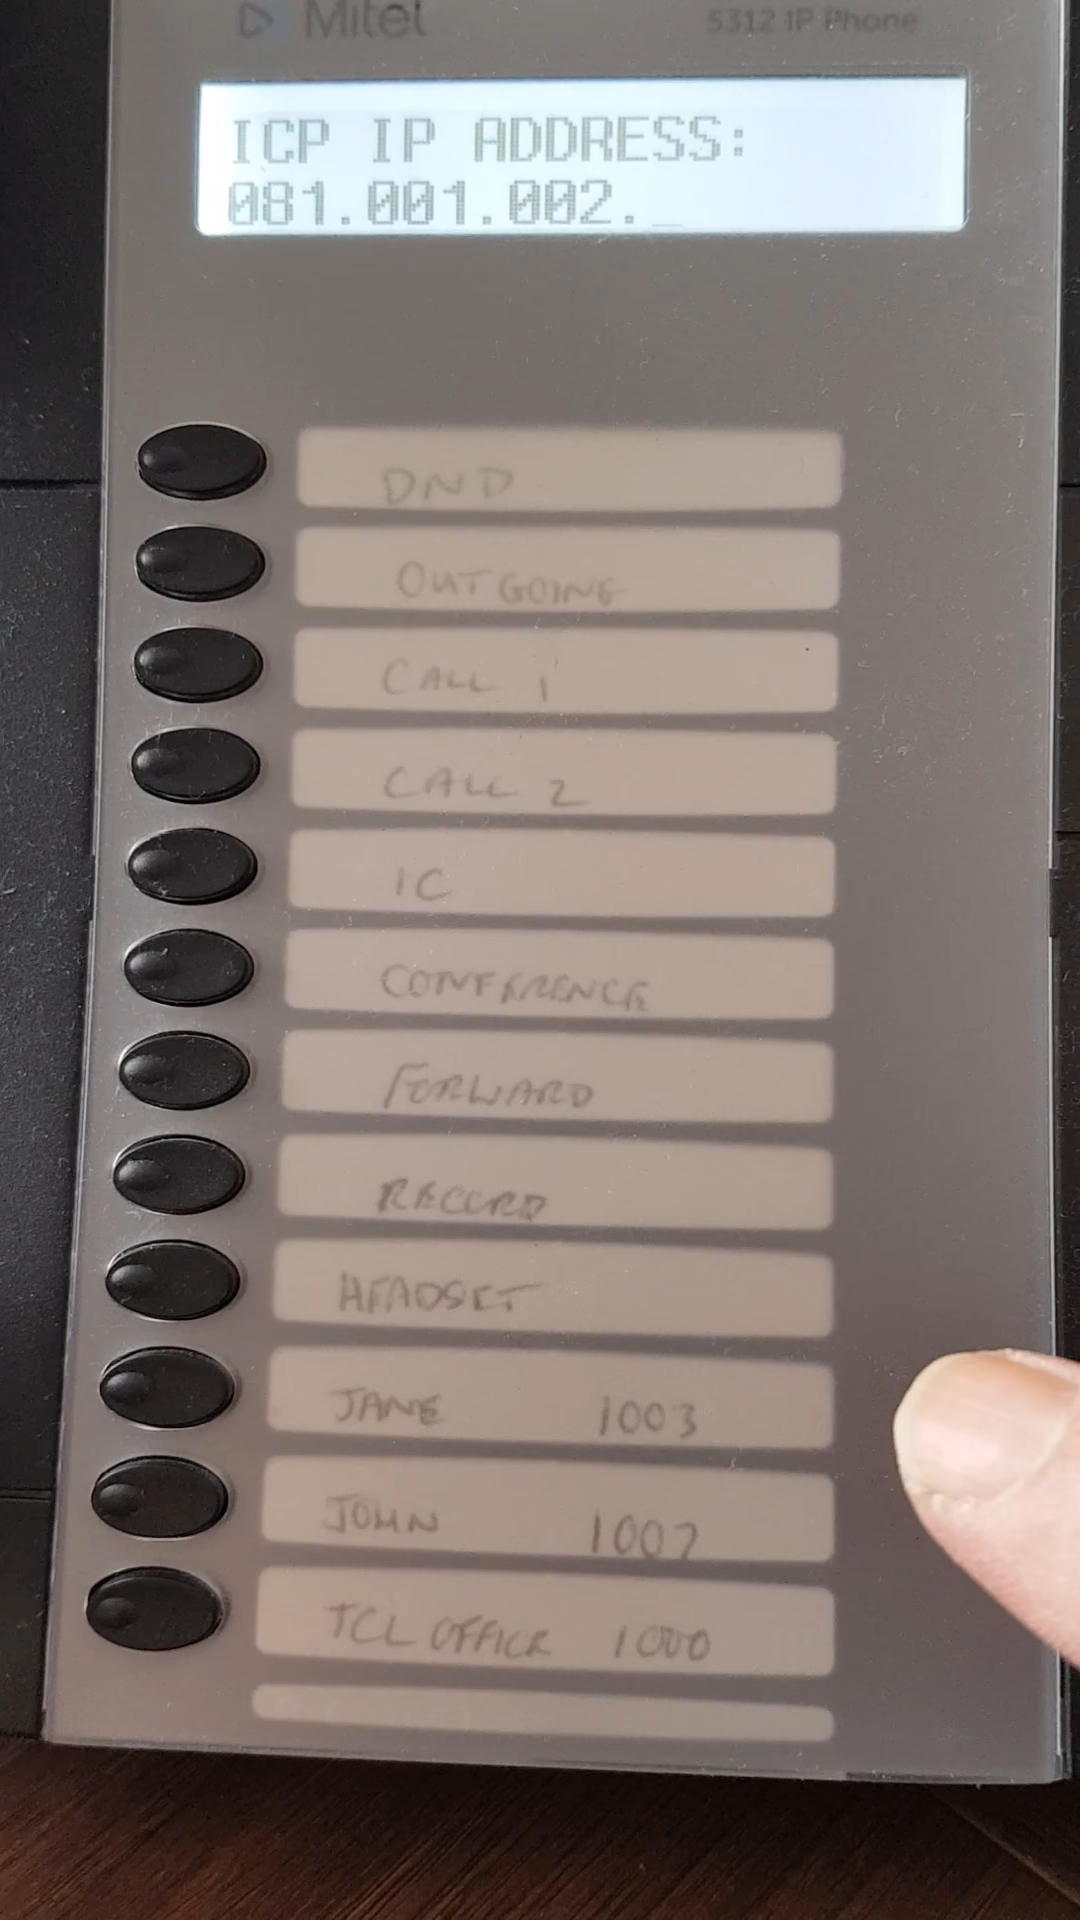 Mitel
5312 IP Phone
ICP IP ADDRESS:
081.001.002._
DND
OUTGOING
CALL 1
CALL 2
IC
CONFERENCE
FORWARD
RECORD
HEADSET
JANE 1003
JOHN 1007
TCL OFFICE 1000